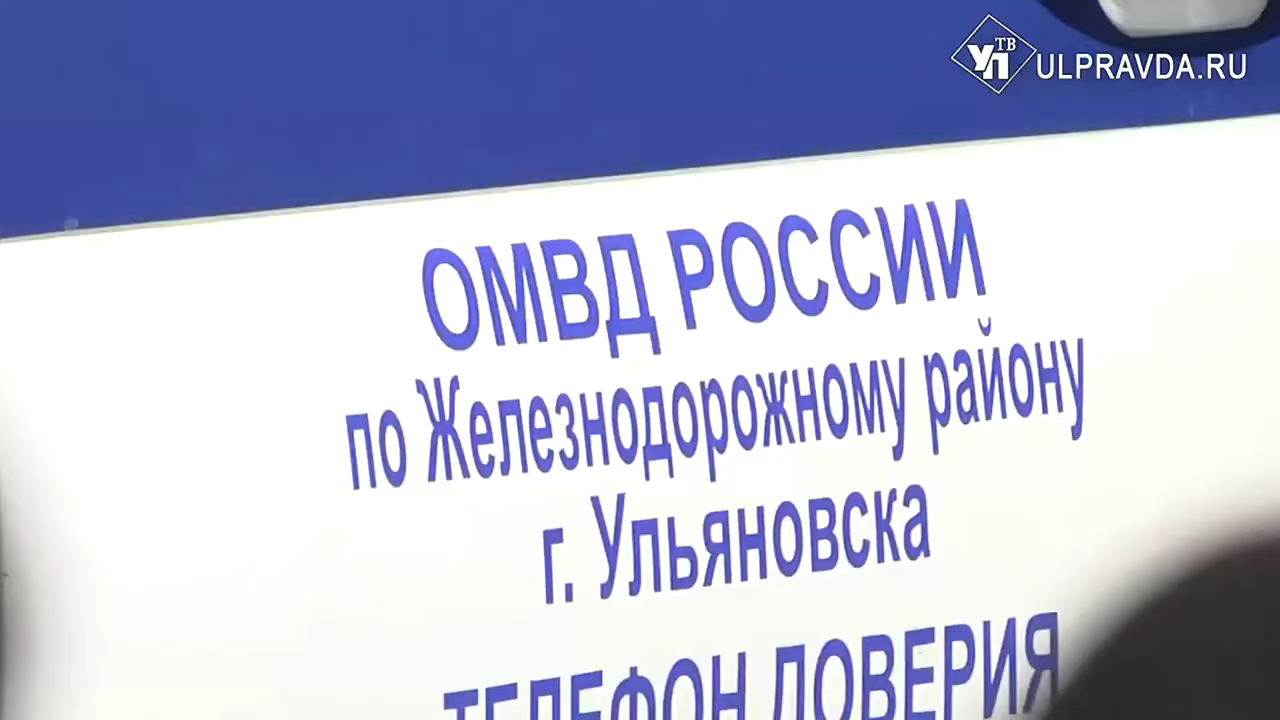 УП ТВ ULPRAVDA.RU
ОМВД РОССИИ
по Железнодорожному району
г. Ульяновска
ТЕЛЕФОН ДОВЕРИЯ